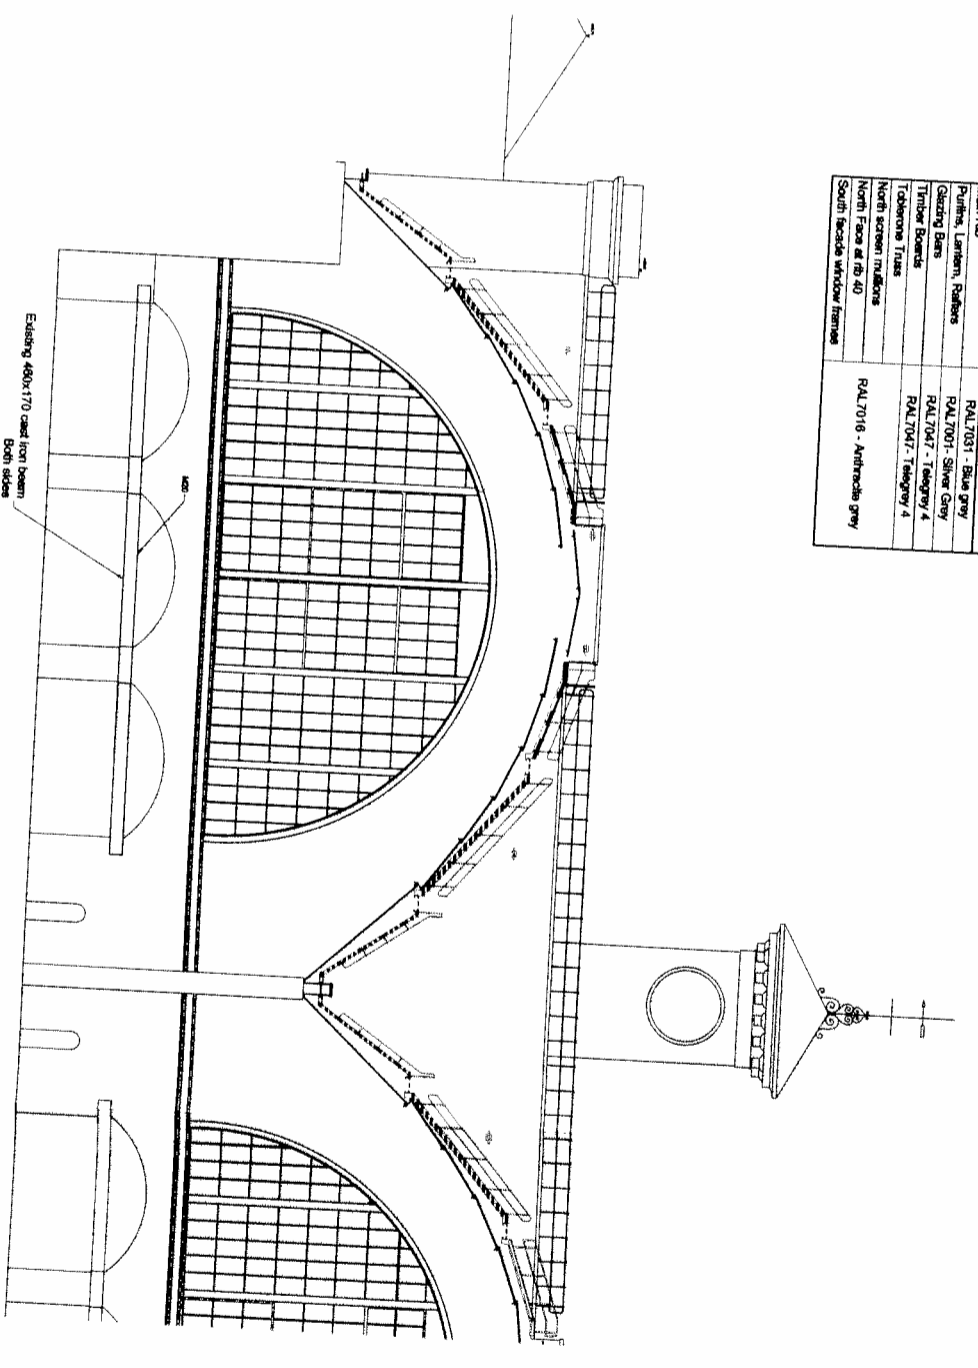 Purlins, Lantern, Rafters RAL7031 - Blue grey
Glazing Bars RAL7001- Silver Grey
Timber Boards RAL7047 - Telegrey 4
Toblerone Truss RAL7047- Telegrey 4
North screen mullions
North Face at rib 40 RAL7016 - Anthracite grey
South facade window frames
Existing 460x170 cast iron beam
Both sides